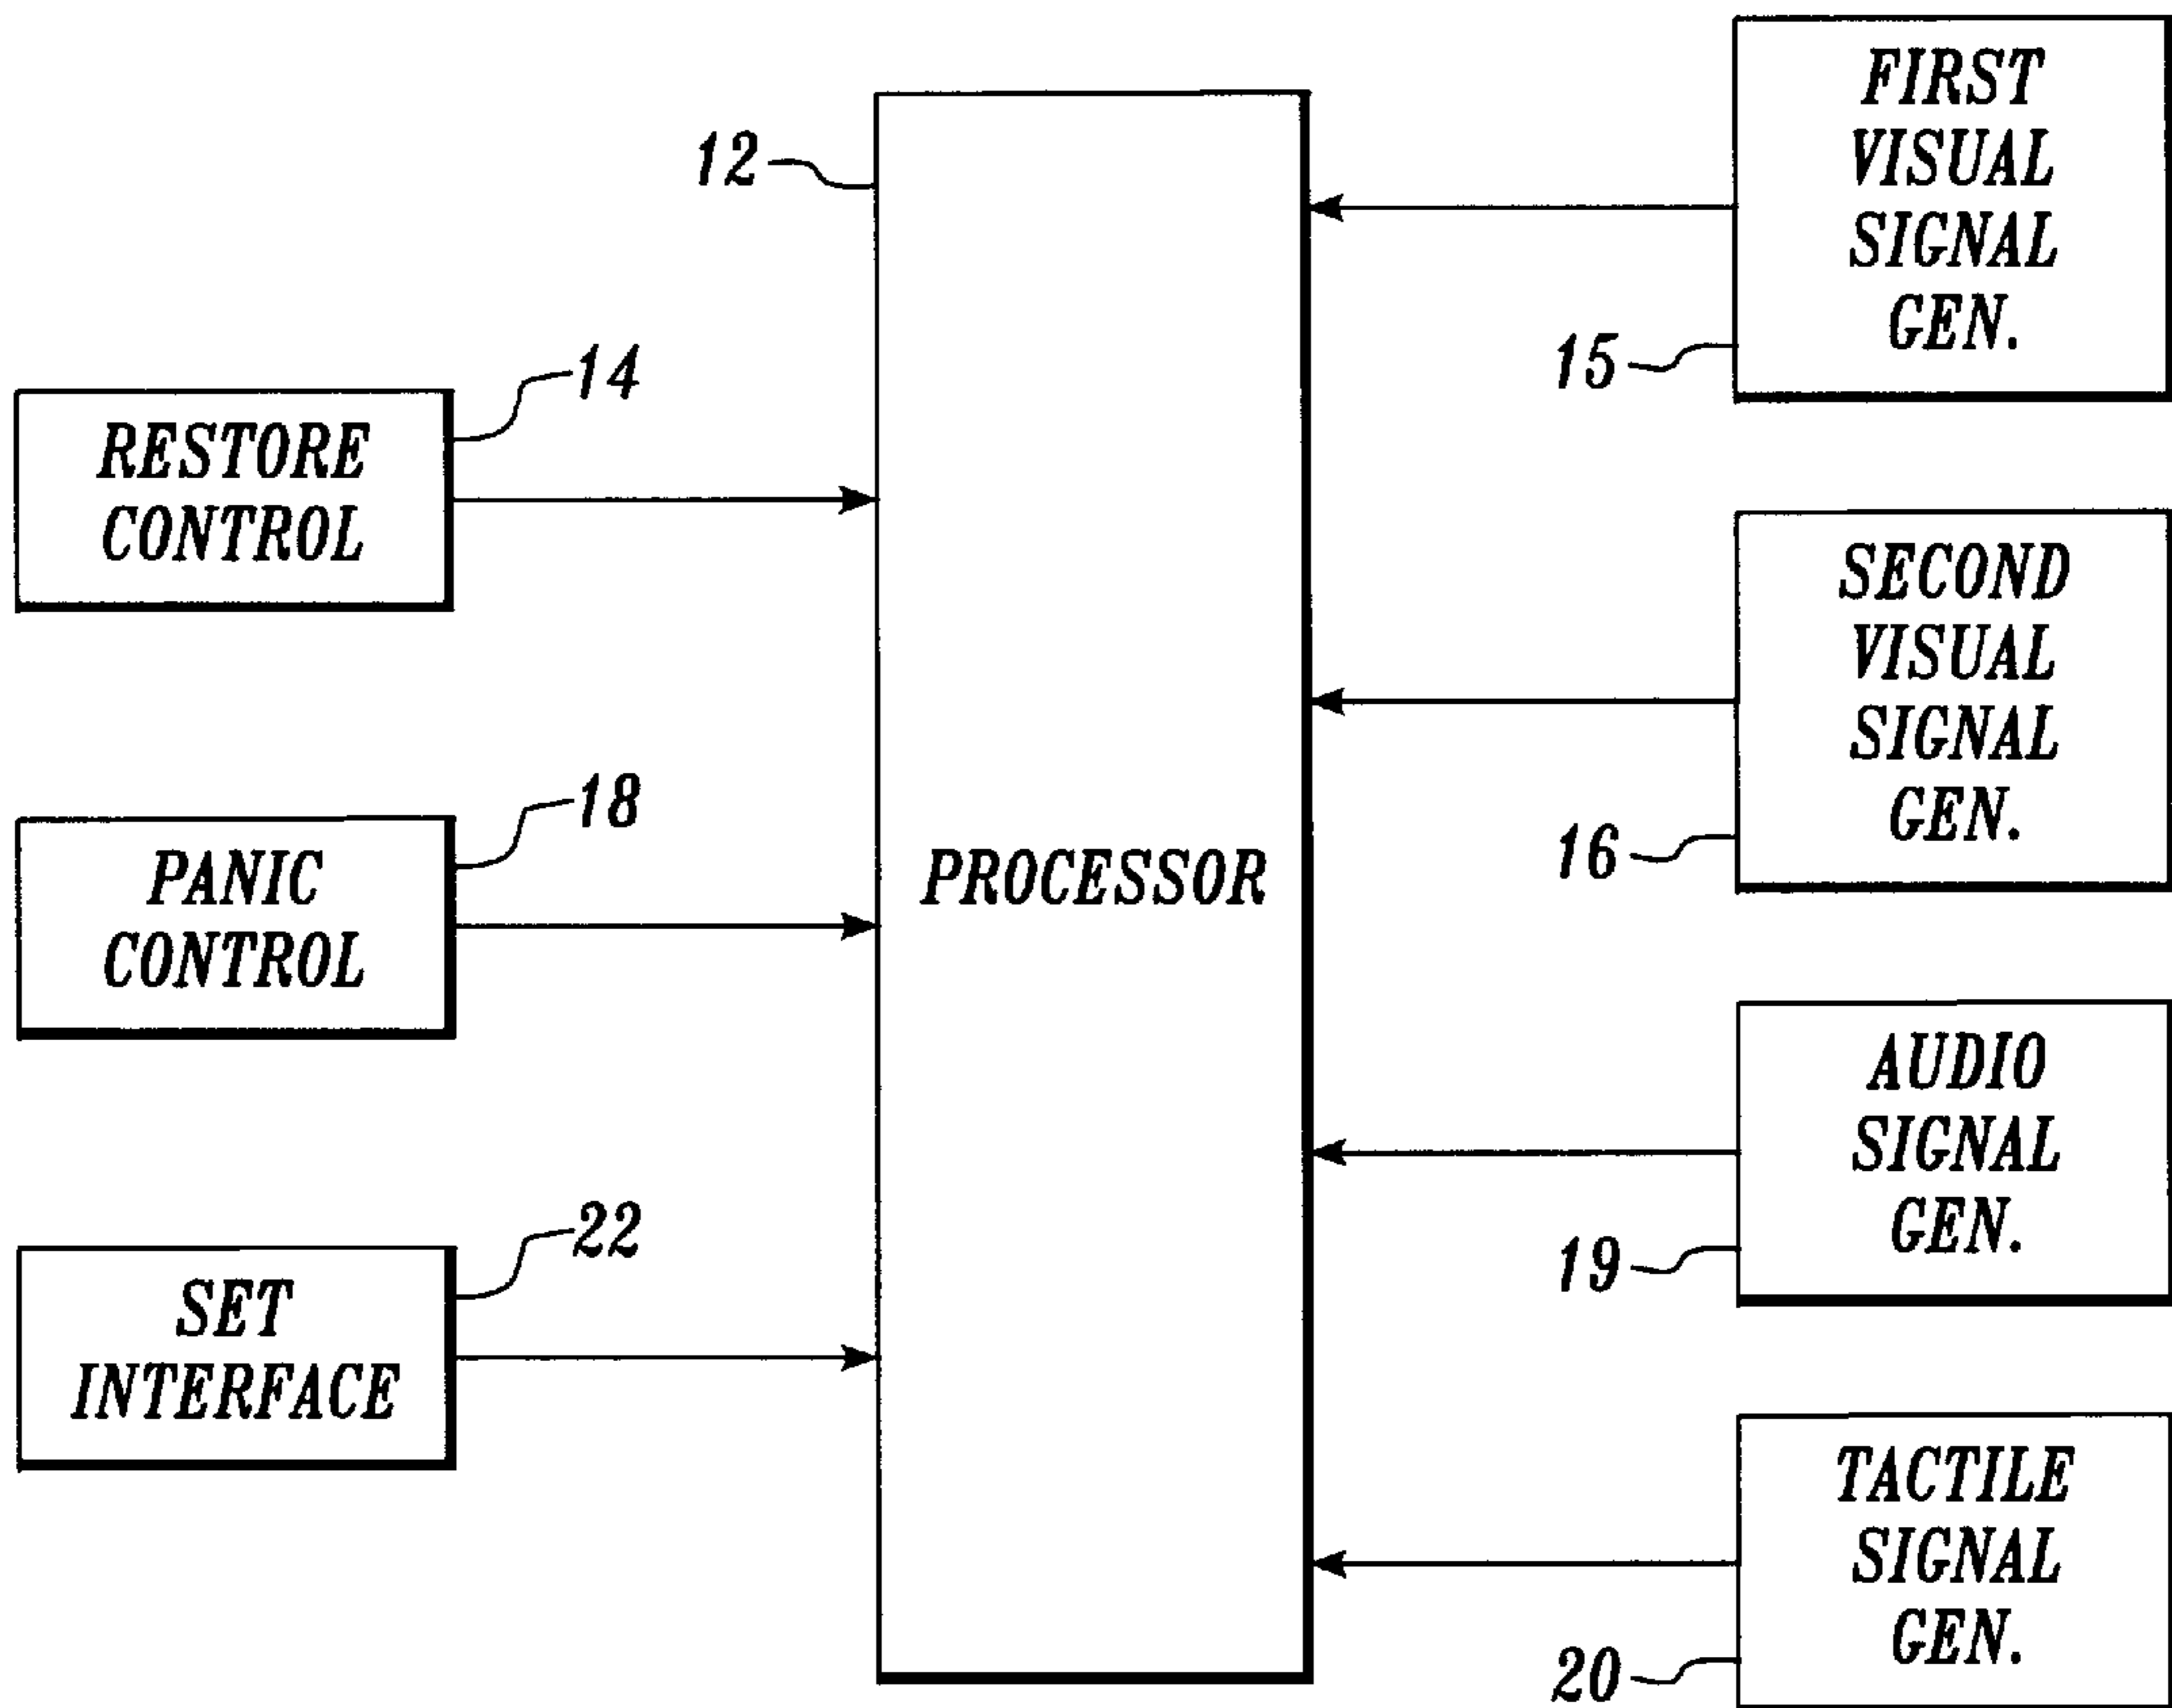 12
FIRST
VISUAL
SIGNAL
GEN.
15
14
RESTORE
CONTROL
SECOND
VISUAL
SIGNAL
GEN.
16
18
PANIC
CONTROL
PROCESSOR
AUDIO
SIGNAL
GEN.
19
22
SET
INTERFACE
TACTILE
SIGNAL
GEN.
20